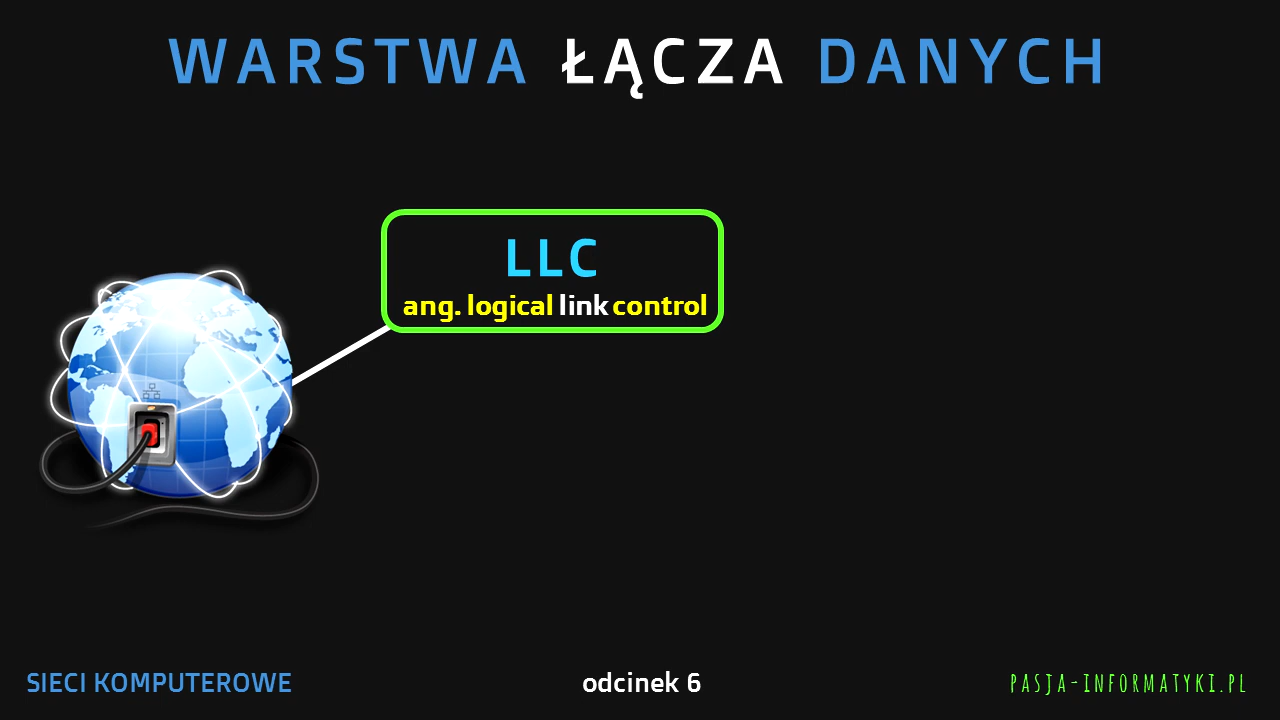 WARSTWA ŁĄCZA DANYCH
LLC
ang. logical link control
SIECI KOMPUTEROWE
odcinek 6
PASJA-INFORMATYKI.PL